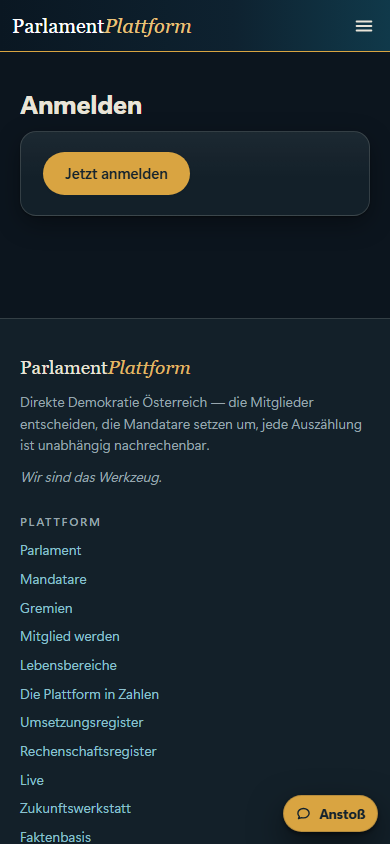 ParlamentPlattform
Anmelden
Jetzt anmelden
ParlamentPlattform
Direkte Demokratie Österreich — die Mitglieder
entscheiden, die Mandatare setzen um, jede Auszählung
ist unabhängig nachrechenbar.
Wir sind das Werkzeug.
PLATTFORM
Parlament
Mandatare
Gremien
Mitglied werden
Lebensbereiche
Die Plattform in Zahlen
Umsetzungsregister
Rechenschaftsregister
Live
Zukunftswerkstatt
Anstoß
Faktenbasis